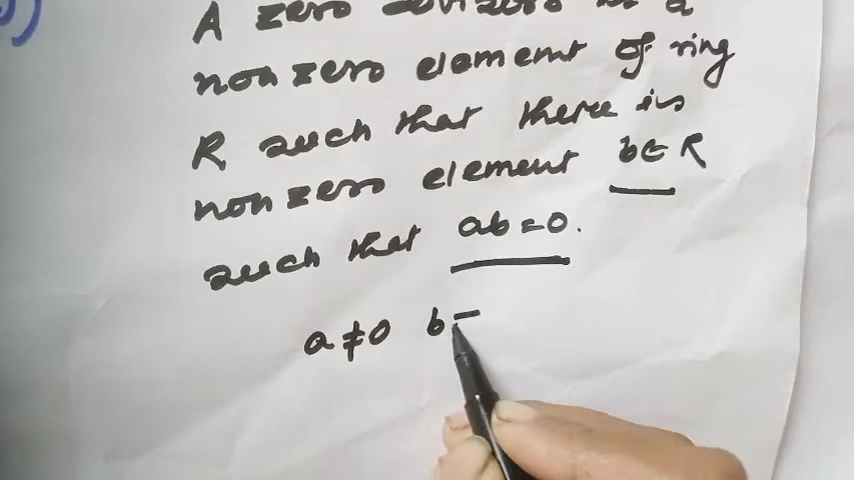 A zero is a
non zero element of ring
R such that there is
non zero element b∈ R
such that ab=0.
a≠0 b